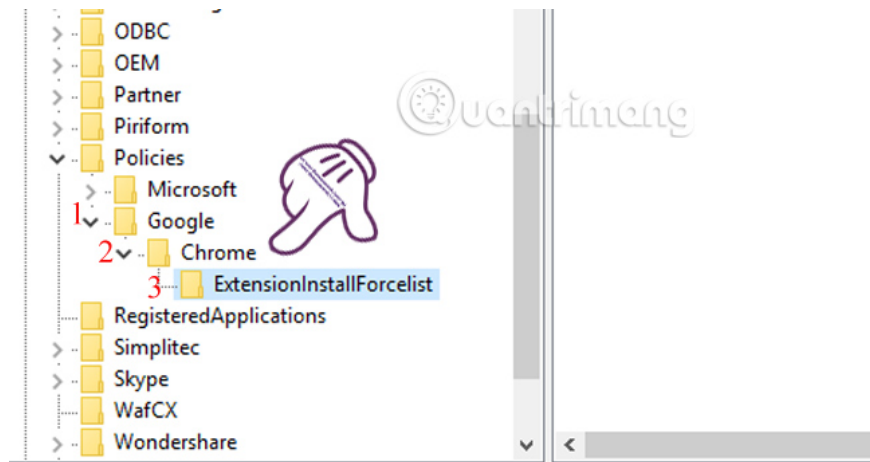 ODBC
OEM
Partner
Quantrimang
Piriform
Policies
Microsoft
1 Google
2 Chrome
3 ExtensionInstallForcelist
RegisteredApplications
Simplitec
Skype
WafCX
Wondershare